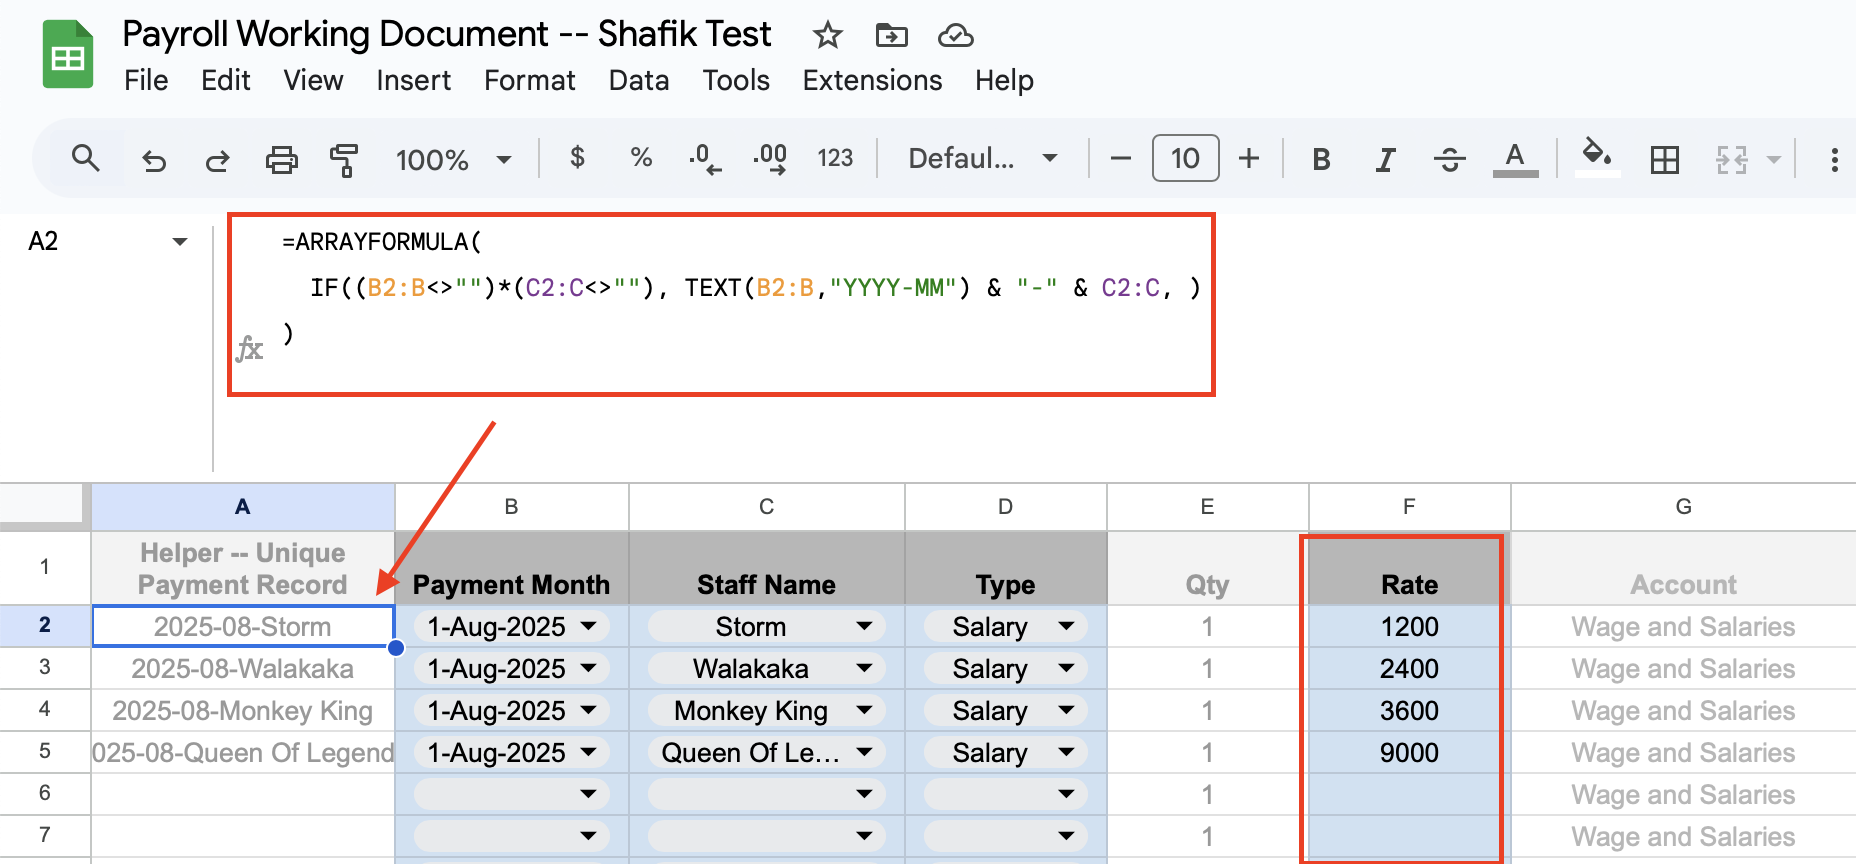 Payroll Working Document -- Shafik Test
File Edit View Insert Format Data Tools Extensions Help
100% $ % .0 .00 123 Defaul... − 10 + B I S A
A2
=ARRAYFORMULA(
IF((B2:B<>"")*(C2:C<>""), TEXT(B2:B,"YYYY-MM") & "-" & C2:C, )
)
fx
A B C D E F G
1 Helper -- Unique
Payment Record Payment Month Staff Name Type Qty Rate Account
2 2025-08-Storm 1-Aug-2025 Storm Salary 1 1200 Wage and Salaries
3 2025-08-Walakaka 1-Aug-2025 Walakaka Salary 1 2400 Wage and Salaries
4 2025-08-Monkey King 1-Aug-2025 Monkey King Salary 1 3600 Wage and Salaries
5 025-08-Queen Of Legend 1-Aug-2025 Queen Of Le... Salary 1 9000 Wage and Salaries
6 1 Wage and Salaries
7 1 Wage and Salaries